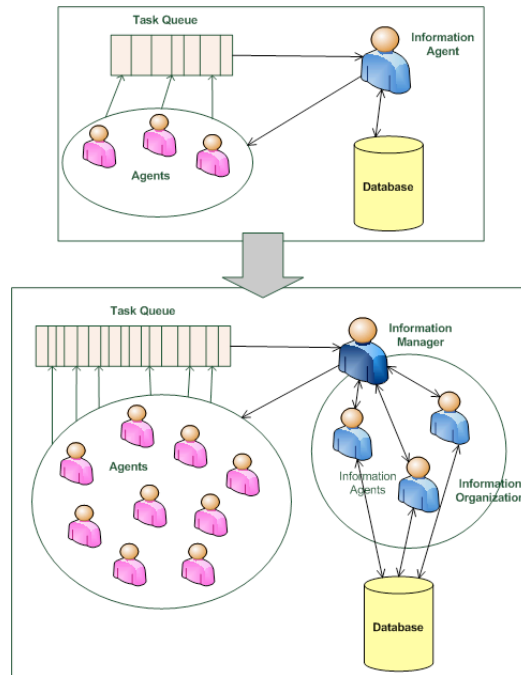 Task Queue
Information
Agent
Agents
Database
Task Queue
Information
Manager
Agents
Information
Agents
Information
Organization
Database